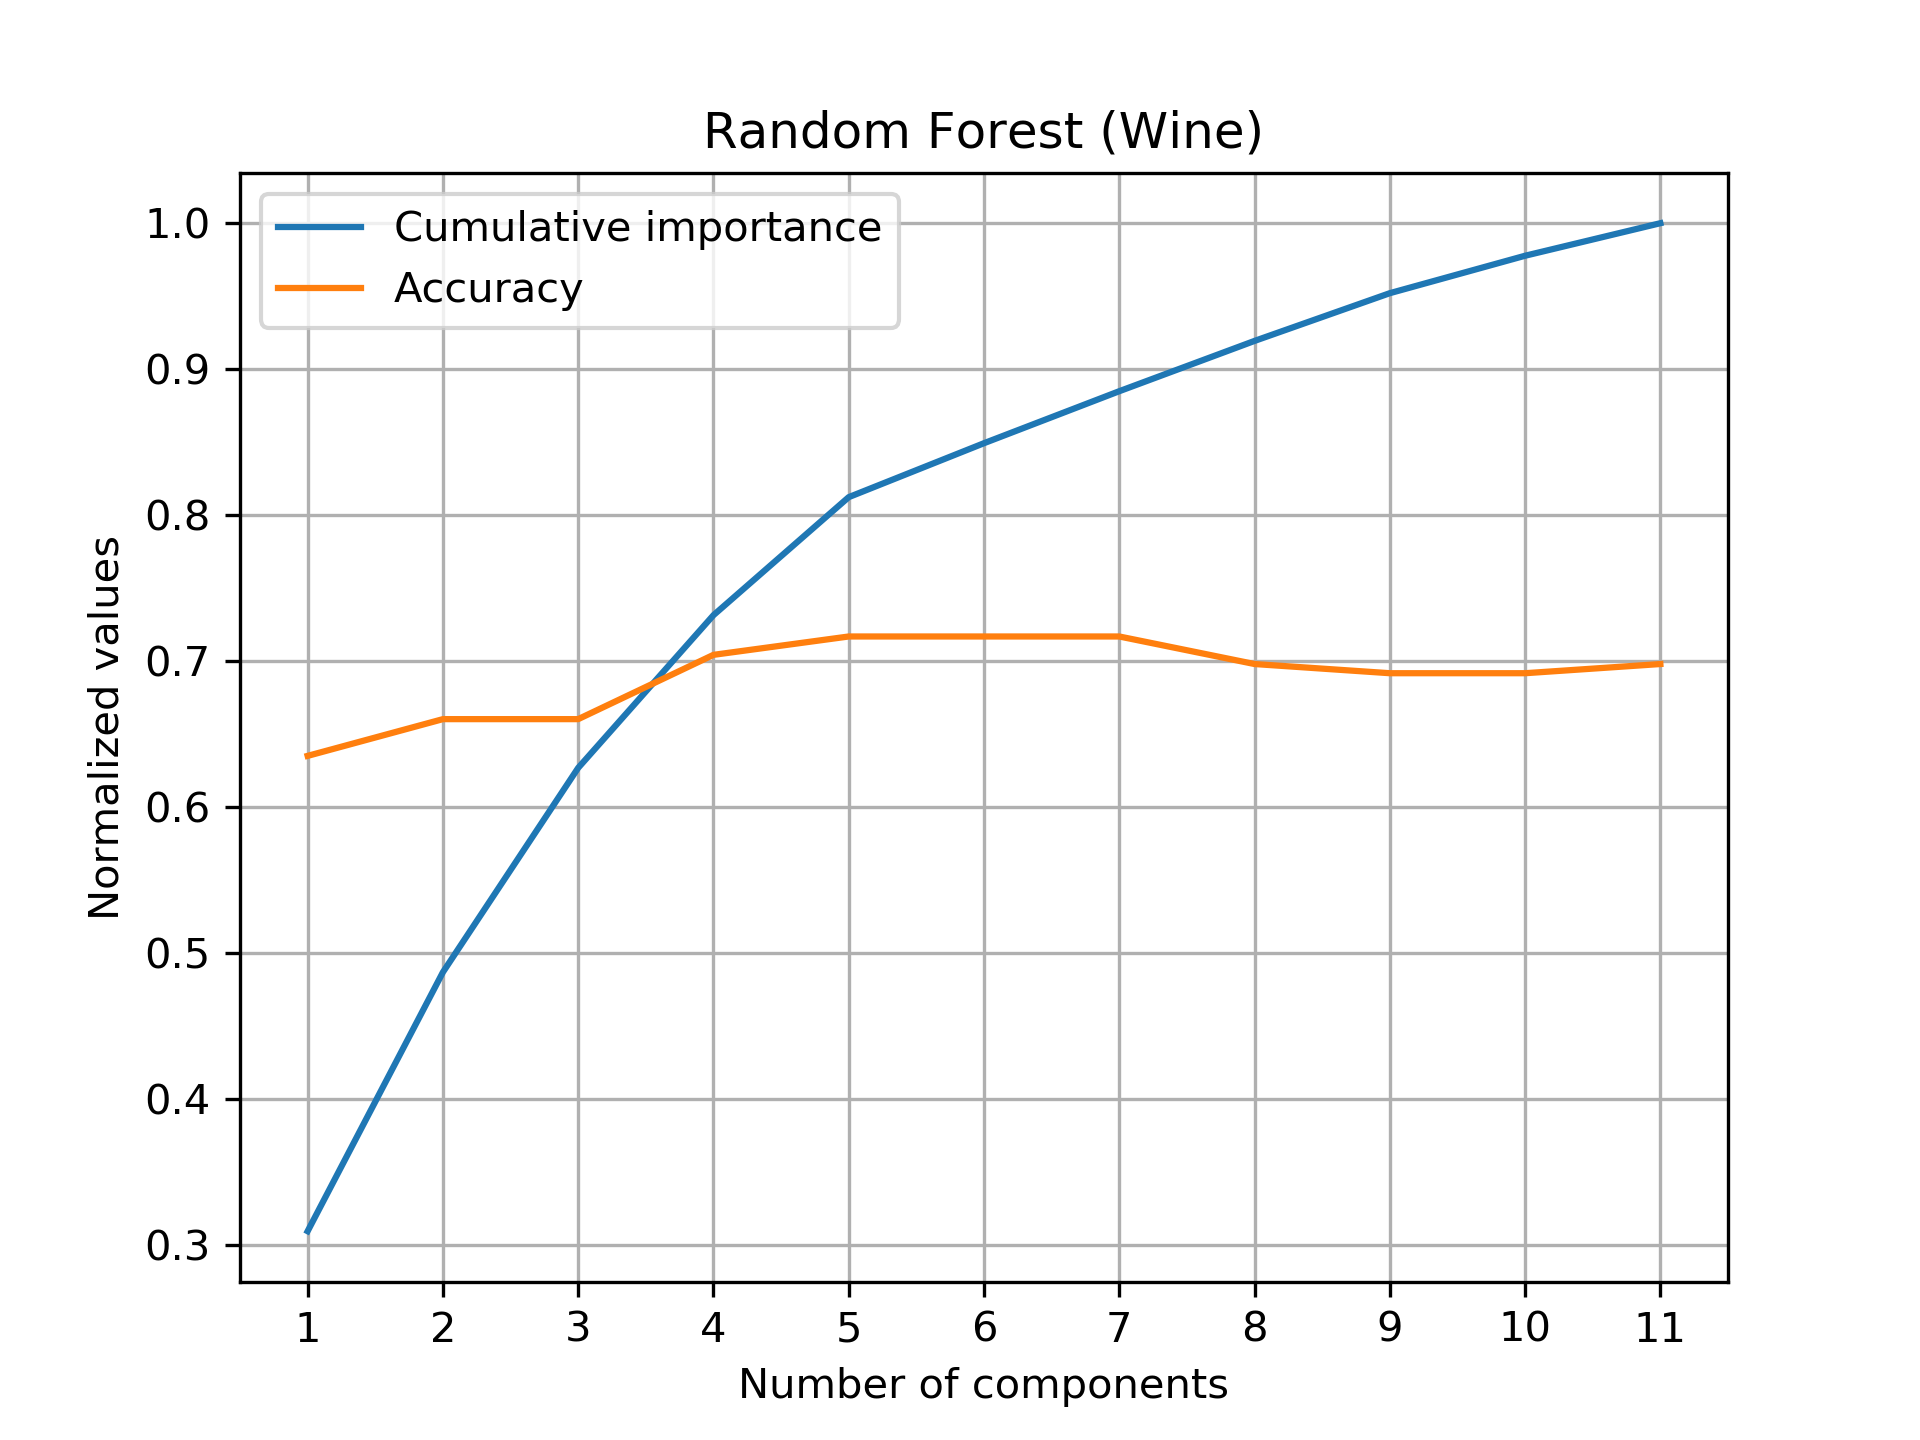 Random Forest (Wine)
Cumulative importance
Accuracy
1.0
0.9
0.8
0.7
0.6
0.5
0.4
0.3
Normalized values
1 2 3 4 5 6 7 8 9 10 11
Number of components